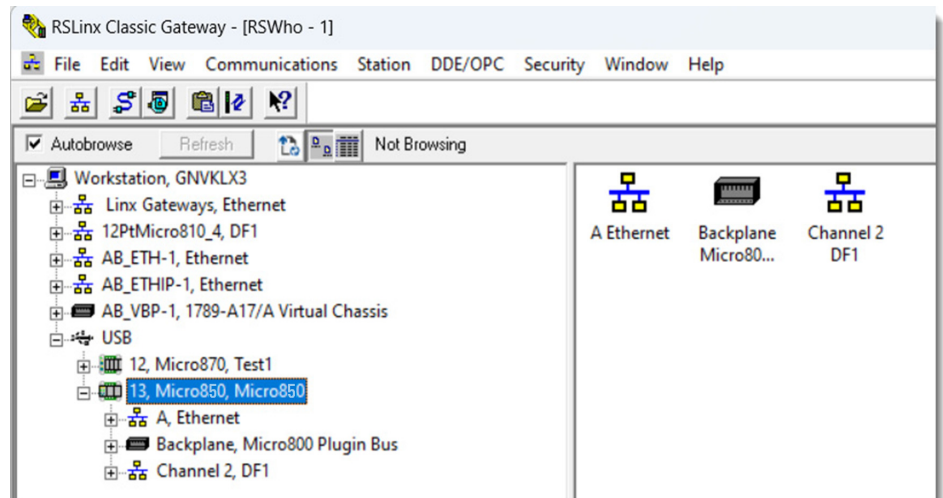 RSLinx Classic Gateway - [RSWho - 1]
File Edit View Communications Station DDE/OPC Security Window Help
Autobrowse Refresh Not Browsing
Workstation, GNVKLX3
Linx Gateways, Ethernet
12PtMicro810_4, DF1
AB_ETH-1, Ethernet
AB_ETHIP-1, Ethernet
AB_VBP-1, 1789-A17/A Virtual Chassis
USB
12, Micro870, Test1
13, Micro850, Micro850
A, Ethernet
Backplane, Micro800 Plugin Bus
Channel 2, DF1
A Ethernet
Backplane
Micro80...
Channel 2
DF1